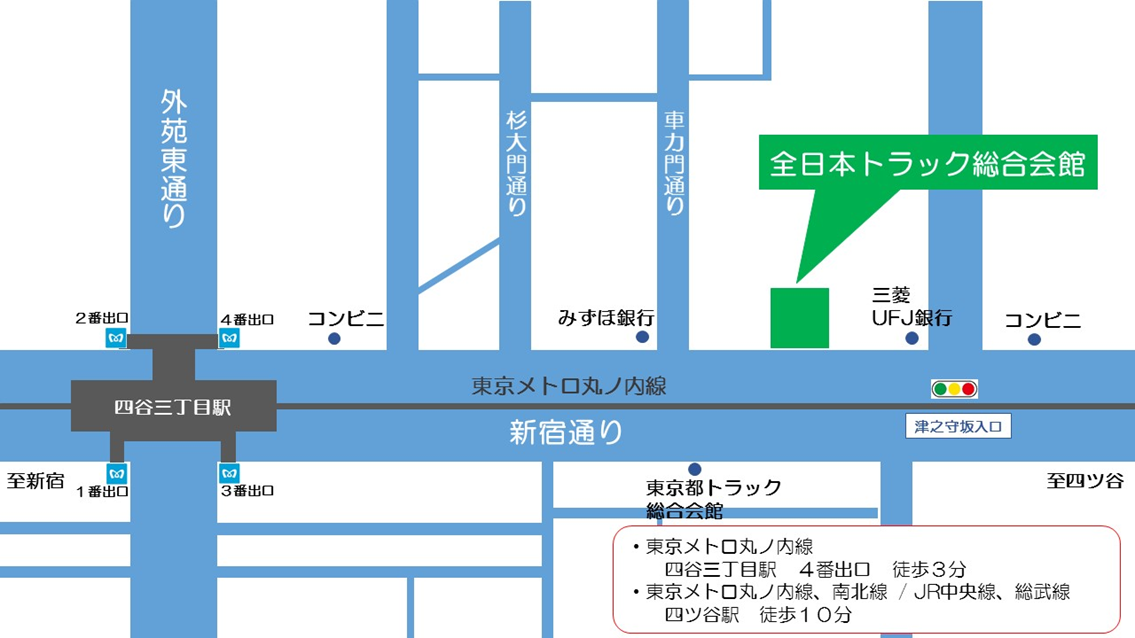 外苑東通り
杉大門通り
車力門通り
全日本トラック総合会館
2番出口
4番出口
コンビニ
みずほ銀行
三菱
UFJ銀行
コンビニ
東京メトロ丸ノ内線
四谷三丁目駅
新宿通り
津之守坂入口
至新宿
1番出口
3番出口
東京都トラック
総合会館
至四ツ谷
・東京メトロ丸ノ内線
四谷三丁目駅　４番出口　徒歩３分
・東京メトロ丸ノ内線、南北線 / JR中央線、総武線
四ツ谷駅　徒歩１０分